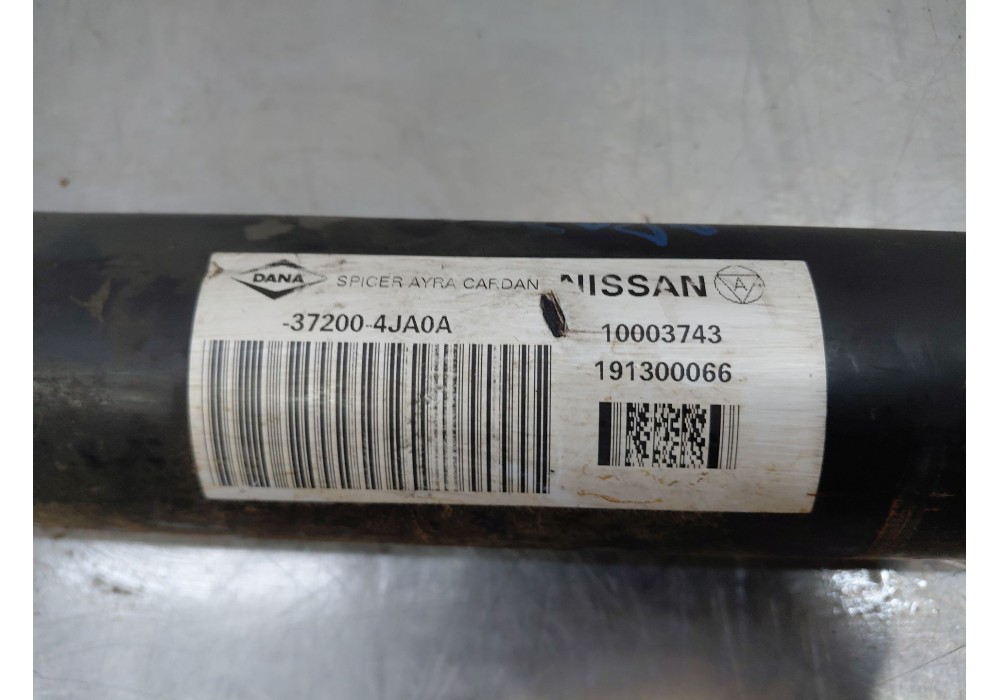 DANA SPICER AYRA CARDAN NISSAN A
-37200-4JA0A 10003743
191300066